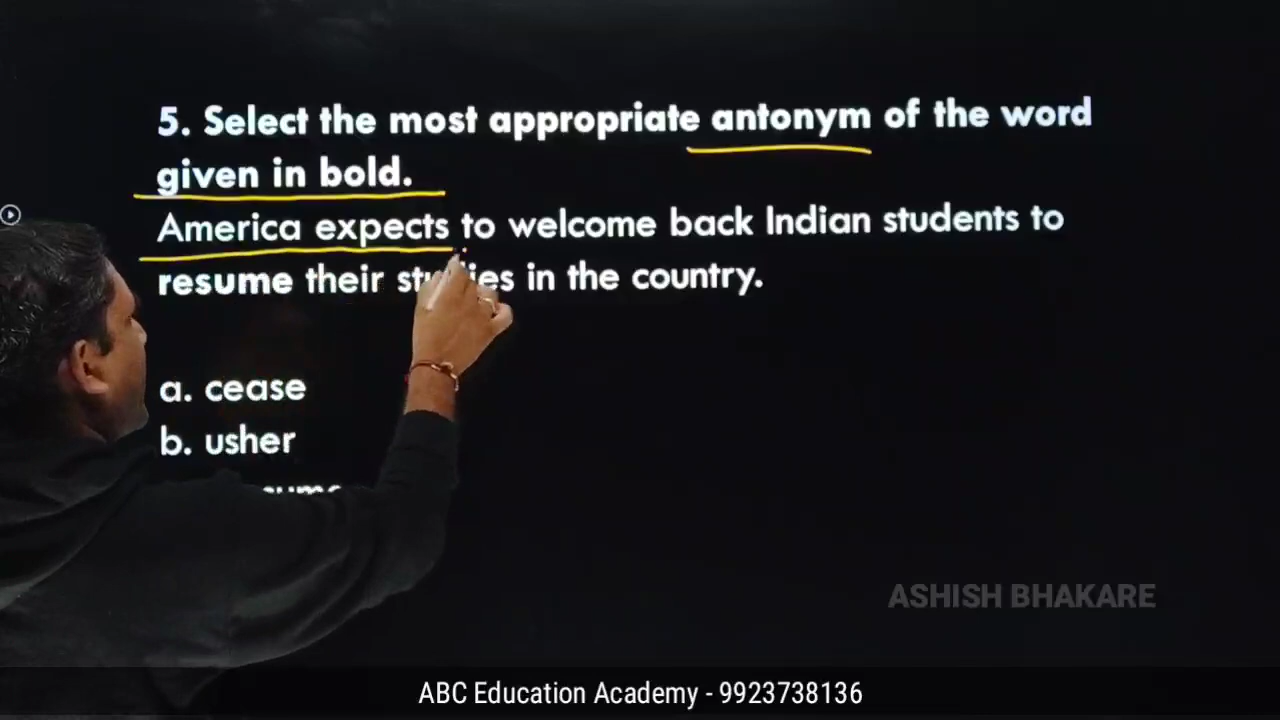 5. Select the most appropriate antonym of the word
given in bold.
America expects to welcome back Indian students to
resume their studies in the country.
a. cease
b. usher
ASHISH BHAKARE
ABC Education Academy - 9923738136